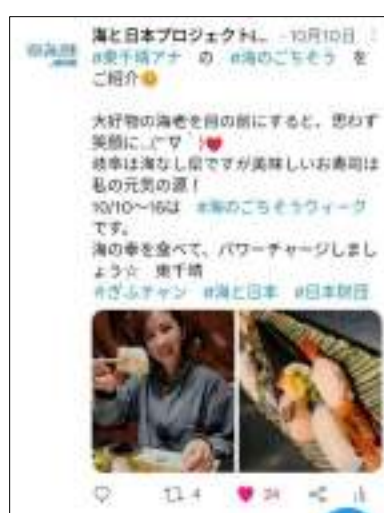 海と日本プロジェクトi... · 10月10日
#東千晴アナ の #海のごちそう を
ご紹介😀
大好物の海老を目の前にすると、思わず
笑顔に
岐阜は海なし県ですが美味しいお寿司は
私の元気の源！
10/10〜16は #海のごちそうウィーク
です。
海の幸を食べて、パワーチャージしまし
ょう☆ 東千晴
#ぎふチャン #海と日本 #日本財団
4
24